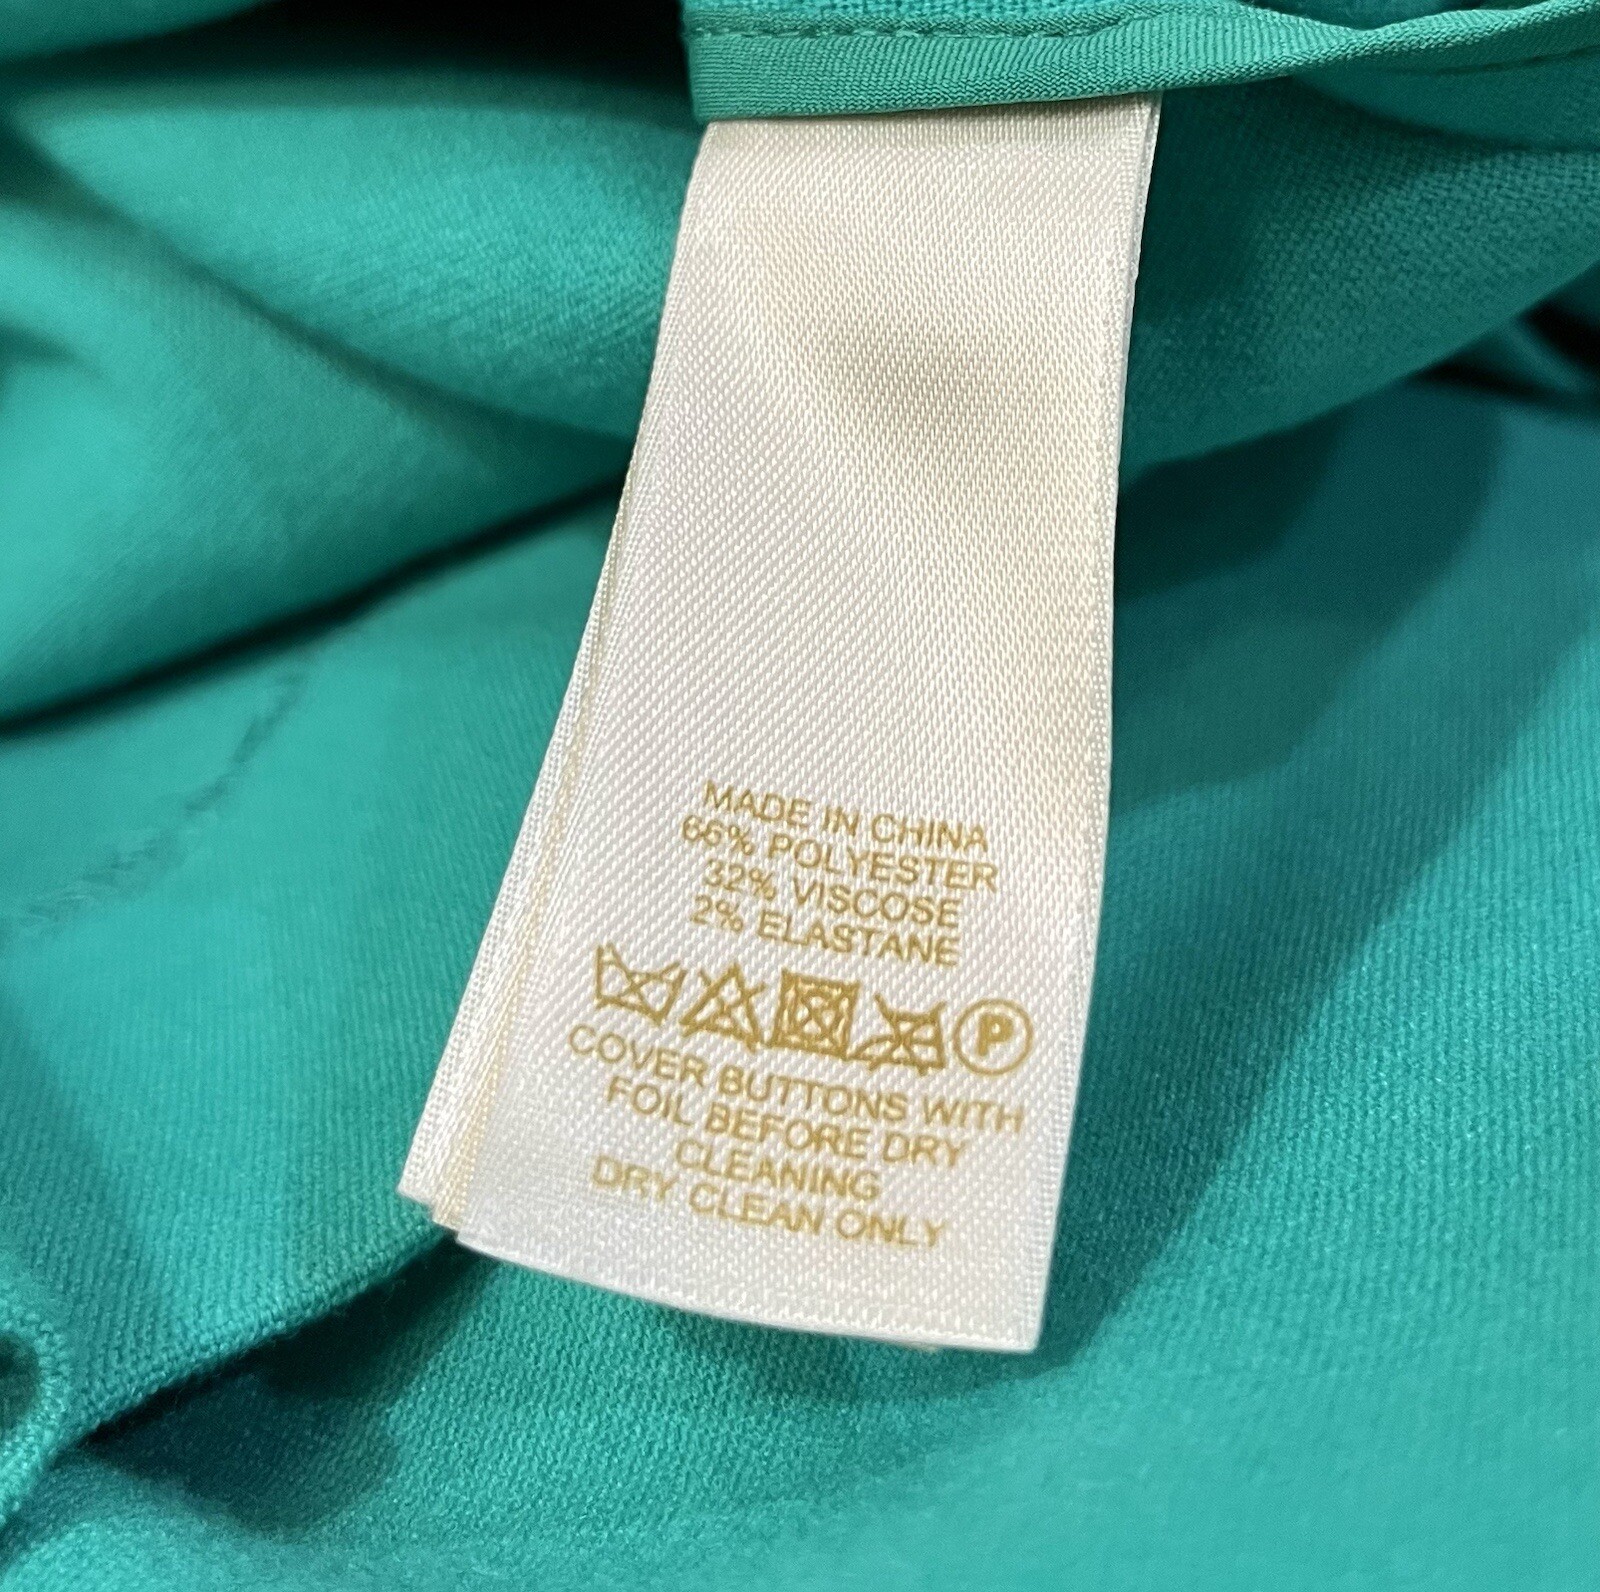 MADE IN CHINA
66% POLYESTER
32% VISCOSE
2% ELASTANE
P
COVER BUTTONS WITH
FOIL BEFORE DRY
CLEANING
DRY CLEAN ONLY